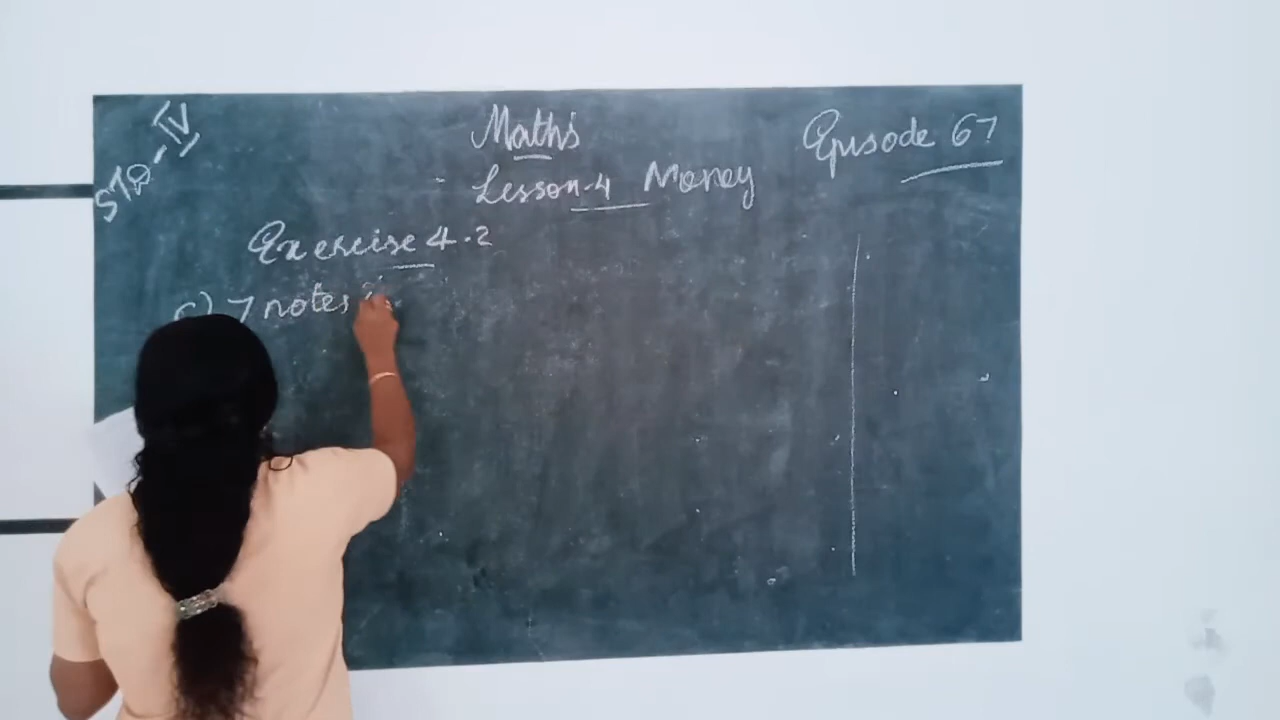 STD-IV
Maths
Episode 67
Lesson-4 Money
Exercise 4.2
7 notes